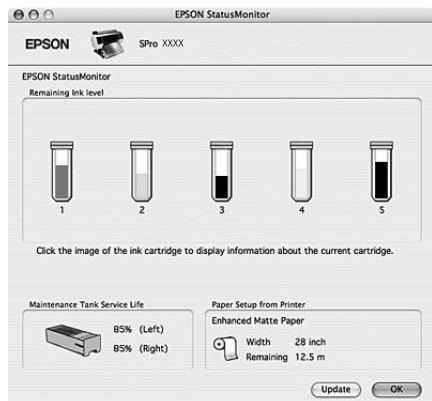 EPSON StatusMonitor
EPSON SPro XXXX
EPSON StatusMonitor
Remaining Ink level
1 2 3 4 5
Click the image of the ink cartridge to display information about the current cartridge.
Maintenance Tank Service Life
85% (Left)
85% (Right)
Paper Setup from Printer
Enhanced Matte Paper
Width 28 inch
Remaining 12.5 m
Update OK